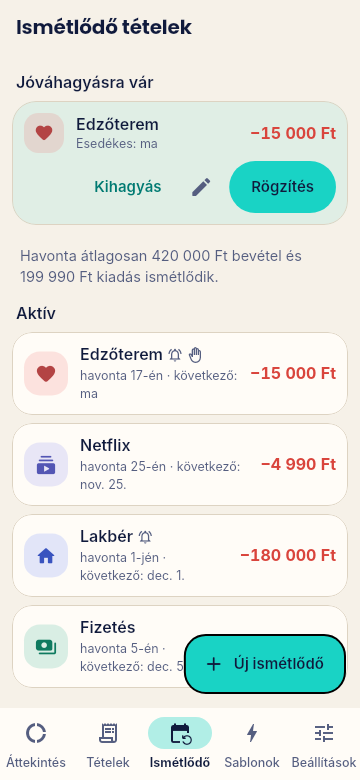 Ismétlődő tételek
Jóváhagyásra vár
Edzőterem
Esedékes: ma
−15 000 Ft
Kihagyás
Rögzítés
Havonta átlagosan 420 000 Ft bevétel és
199 990 Ft kiadás ismétlődik.
Aktív
Edzőterem
havonta 17-én · következő:
ma
−15 000 Ft
Netflix
havonta 25-én · következő:
nov. 25.
−4 990 Ft
Lakbér
havonta 1-jén ·
következő: dec. 1.
−180 000 Ft
Fizetés
havonta 5-én ·
következő: dec. 5
Új ismétlődő
Áttekintés
Tételek
Ismétlődő
Sablonok
Beállítások